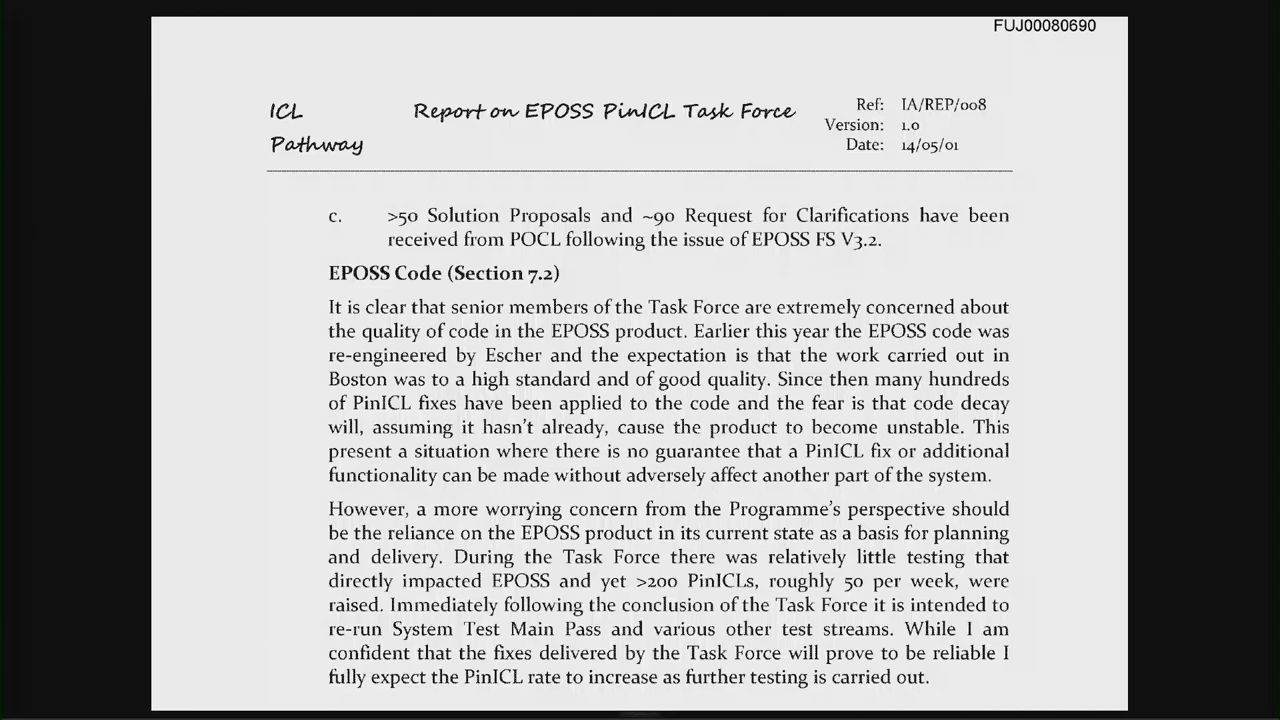 FUJ00080690
ICL Report on EPOSS PinICL Task Force Ref: IA/REP/008
Version: 1.0
Pathway Date: 14/05/01
c. >50 Solution Proposals and ~90 Request for Clarifications have been
received from POCL following the issue of EPOSS FS V3.2.
EPOSS Code (Section 7.2)
It is clear that senior members of the Task Force are extremely concerned about
the quality of code in the EPOSS product. Earlier this year the EPOSS code was
re-engineered by Escher and the expectation is that the work carried out in
Boston was to a high standard and of good quality. Since then many hundreds
of PinICL fixes have been applied to the code and the fear is that code decay
will, assuming it hasn't already, cause the product to become unstable. This
present a situation where there is no guarantee that a PinICL fix or additional
functionality can be made without adversely affect another part of the system.
However, a more worrying concern from the Programme's perspective should
be the reliance on the EPOSS product in its current state as a basis for planning
and delivery. During the Task Force there was relatively little testing that
directly impacted EPOSS and yet >200 PinICLs, roughly 50 per week, were
raised. Immediately following the conclusion of the Task Force it is intended to
re-run System Test Main Pass and various other test streams. While I am
confident that the fixes delivered by the Task Force will prove to be reliable I
fully expect the PinICL rate to increase as further testing is carried out.